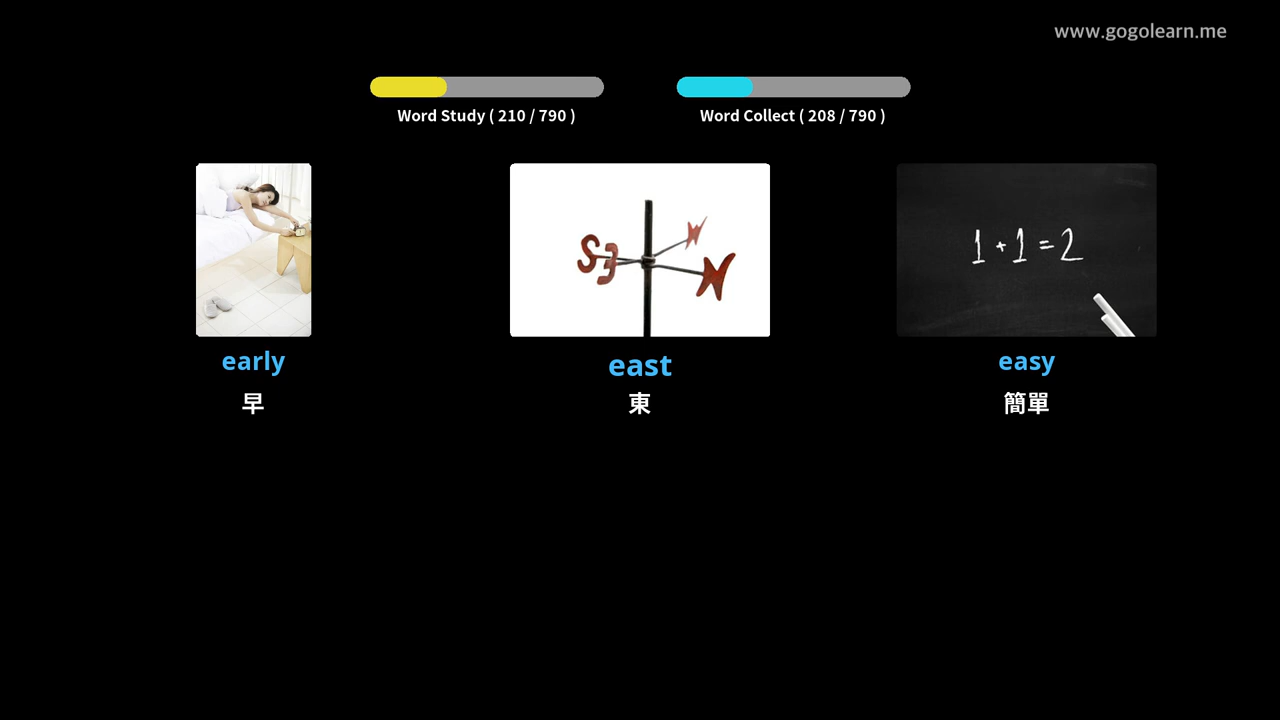 www.gogolearn.me
Word Study ( 210 / 790 )
Word Collect ( 208 / 790 )
S E N N
1 + 1 = 2
early
east
easy
早
東
簡單